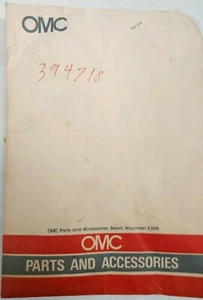 OMC
394718
OMC Parts and Accessories, Beloit, Wisconsin 53511
OMC
PARTS AND ACCESSORIES